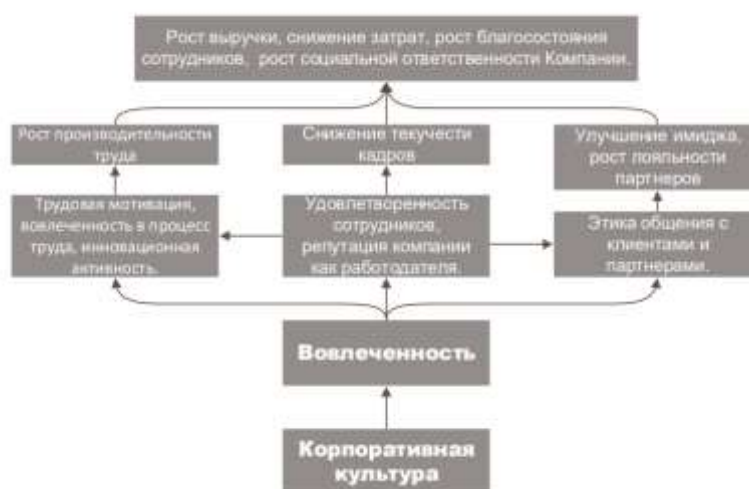 Рост выручки, снижение затрат, рост благосостояния
сотрудников, рост социальной ответственности Компании.
Рост производительности
труда
Снижение текучести
кадров
Улучшение имиджа,
рост лояльности
партнеров
Трудовая мотивация,
вовлеченность в процесс
труда, инновационная
активность.
Удовлетворенность
сотрудников,
репутация компании
как работодателя.
Этика общения с
клиентами и
партнерами.
Вовлеченность
Корпоративная
культура